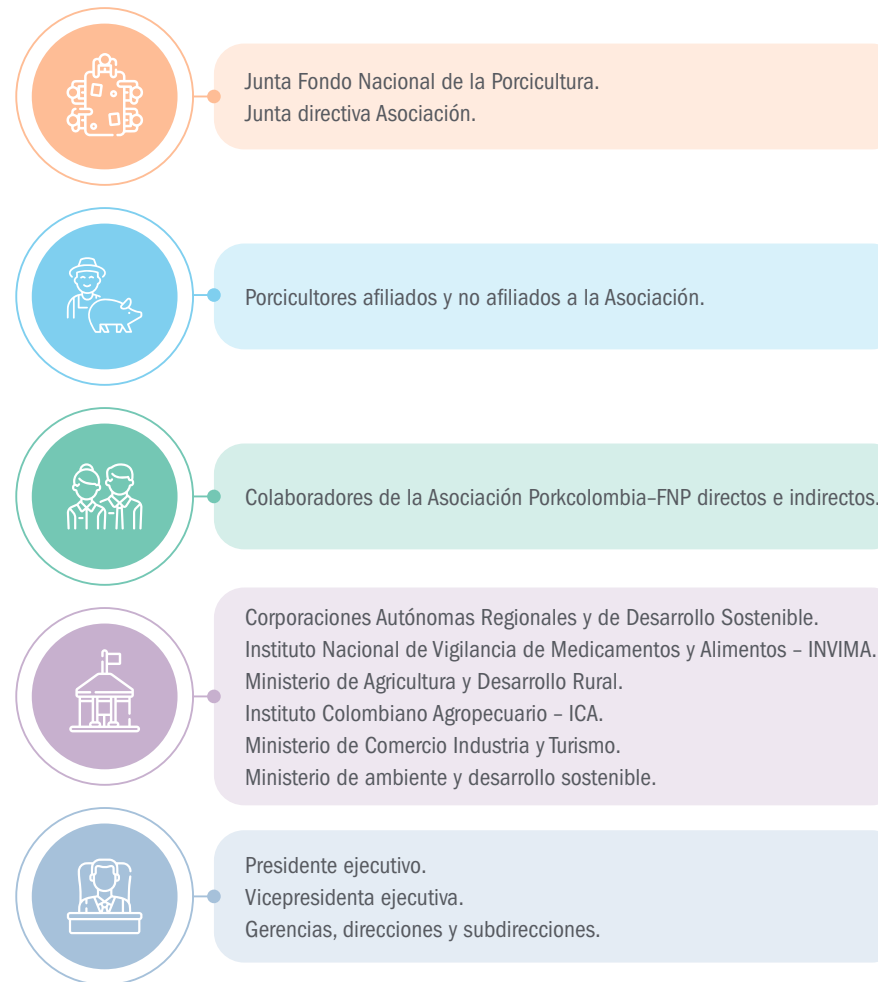 Junta Fondo Nacional de la Porcicultura.
Junta directiva Asociación.
Porcicultores afiliados y no afiliados a la Asociación.
Colaboradores de la Asociación Porkcolombia–FNP directos e indirectos.
Corporaciones Autónomas Regionales y de Desarrollo Sostenible.
Instituto Nacional de Vigilancia de Medicamentos y Alimentos – INVIMA.
Ministerio de Agricultura y Desarrollo Rural.
Instituto Colombiano Agropecuario – ICA.
Ministerio de Comercio Industria y Turismo.
Ministerio de ambiente y desarrollo sostenible.
Presidente ejecutivo.
Vicepresidenta ejecutiva.
Gerencias, direcciones y subdirecciones.